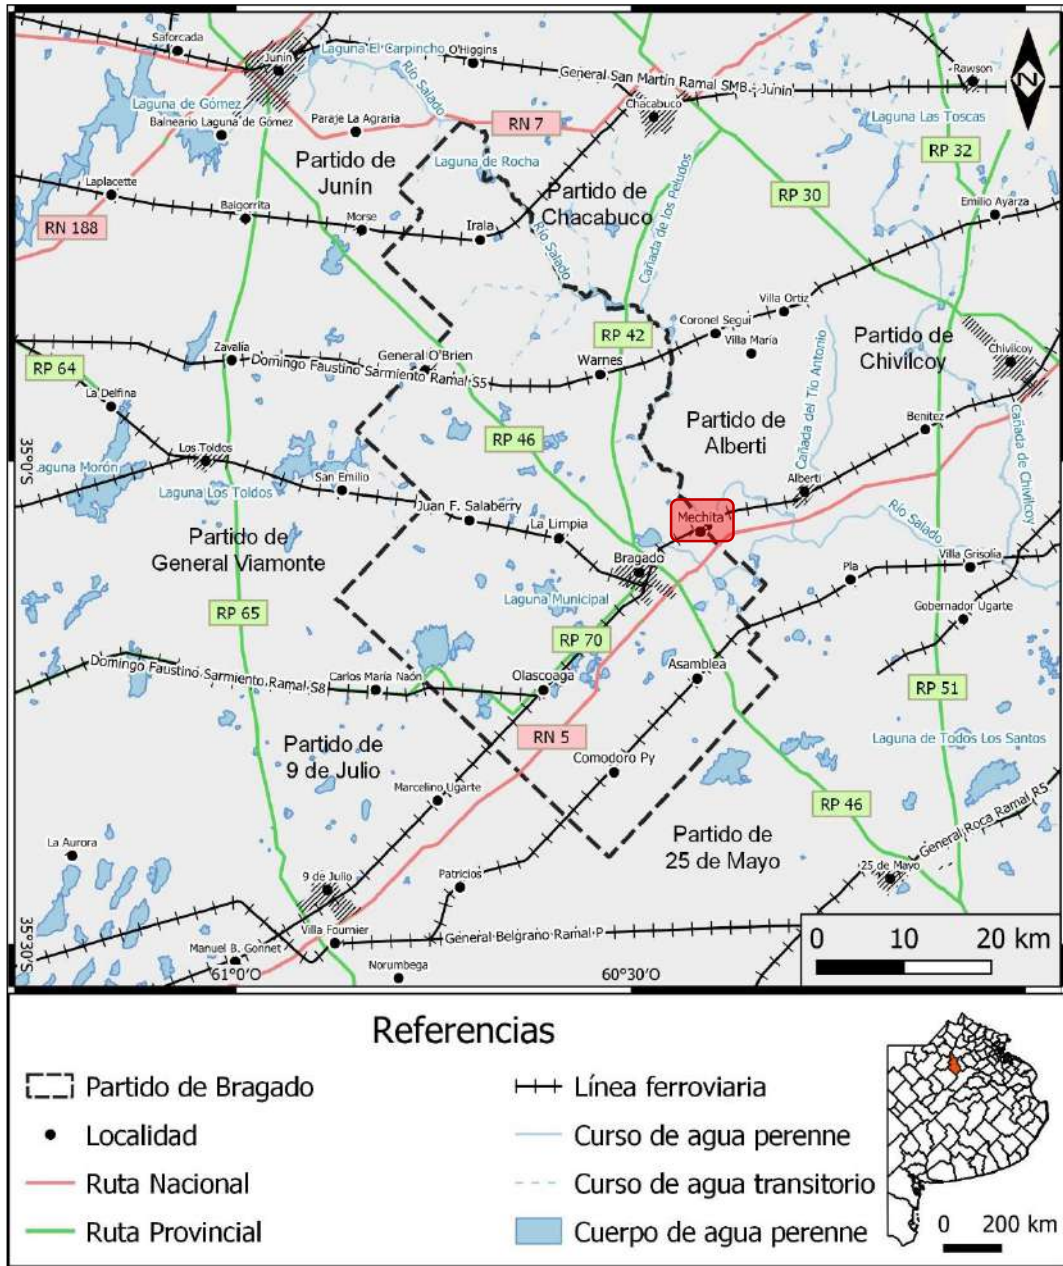 Saforcada
Junín
Laguna El Carpincho
O'Higgins
Río Salado
General San Martín Ramal SMB - Junin
Rawson
Chacabuco
Laguna de Gómez
Balneario Laguna de Gómez
Paraje La Agraria
RN 7
Laguna Las Toscas
RP 32
Partido de
Junín
Laguna de Rocha
Partido de
Chacabuco
Cañada de los Peludos
RP 30
Laplacette
RN 188
Baigorrita
Morse
Irala
Río Salado
Emilio Ayarza
Villa Ortiz
Coronel Seguí
Villa María
RP 42
Partido de
Chivilcoy
Chivilcoy
RP 64
Zavalía
Domingo Faustino Sarmiento Ramal S5
General O'Brien
Warnes
La Delfina
RP 46
Partido de
Alberti
Cañada del Tío Antonio
Benitez
Cañada de Chivilcoy
35°0'S
Los Toldos
Laguna Morón
Laguna Los Toldos
San Emilio
Juan F. Salaberry
La Limpia
Mechita
Alberti
Río Salado
Partido de
General Viamonte
Bragado
Laguna Municipal
Pla
Villa Grisolía
Gobernador Ugarte
RP 65
RP 70
Domingo Faustino Sarmiento Ramal S8
Carlos María Naón
Olascoaga
Asamblea
RP 51
RN 5
Laguna de Todos Los Santos
Partido de
9 de Julio
Comodoro Py
Marcelino Ugarte
RP 46
General Roca Ramal R5
Partido de
25 de Mayo
25 de Mayo
La Aurora
9 de Julio
Patricios
Villa Fournier
General Belgrano Ramal P
Manuel B. Gonnet
Norumbega
35°30'S
61°0'O
60°30'O
0 10 20 km
N
Referencias
Partido de Bragado
Localidad
Ruta Nacional
Ruta Provincial
Línea ferroviaria
Curso de agua perenne
Curso de agua transitorio
Cuerpo de agua perenne
0 200 km